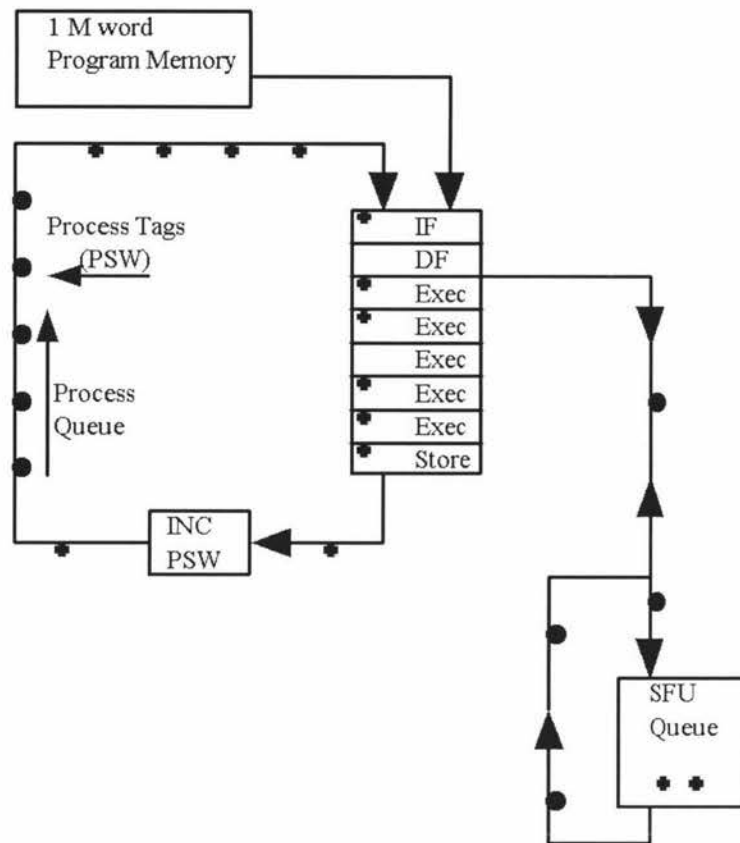 1 M word
Program Memory
Process Tags
(PSW)
Process
Queue
IF
DF
Exec
Exec
Exec
Exec
Exec
Store
INC
PSW
SFU
Queue